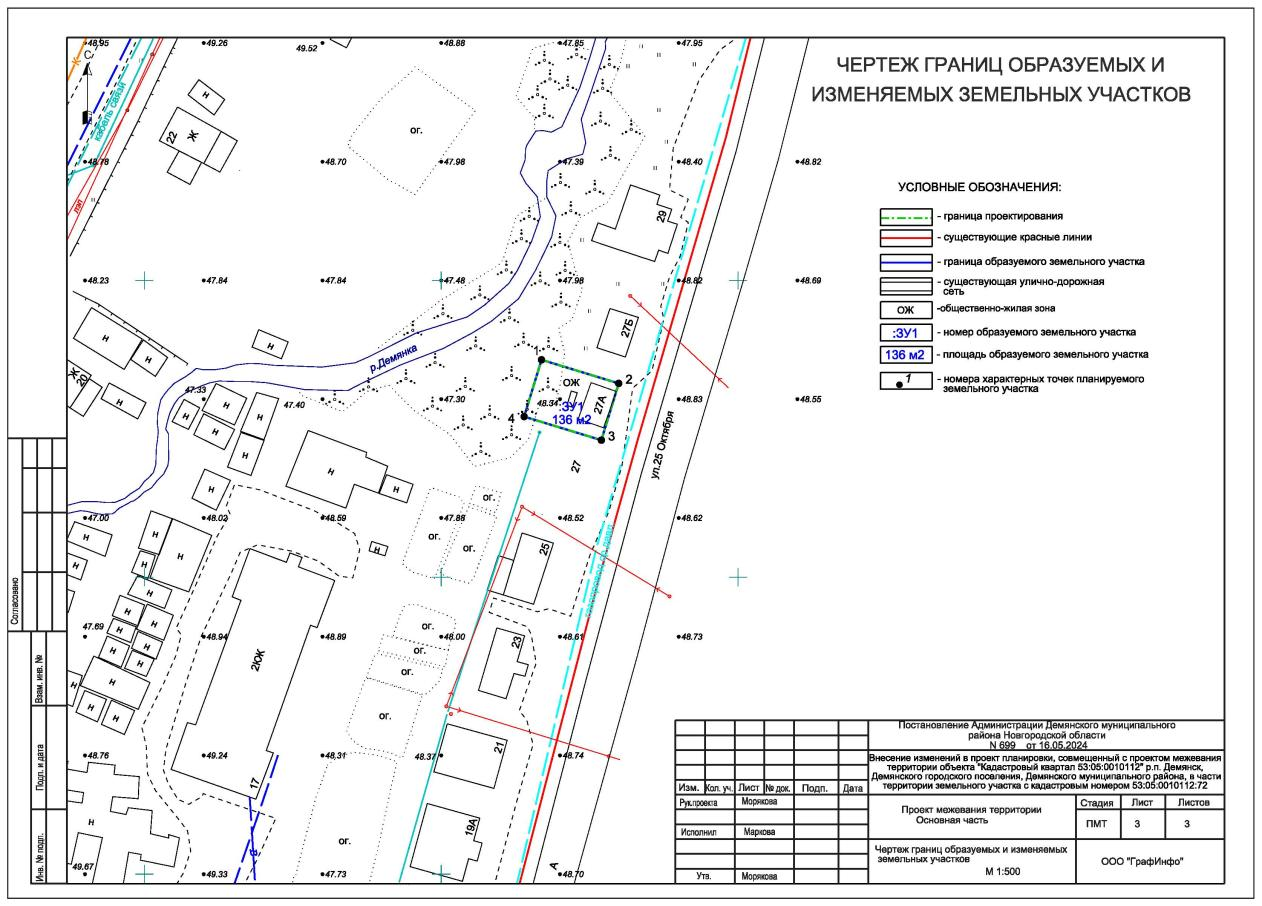 ЧЕРТЕЖ ГРАНИЦ ОБРАЗУЕМЫХ И
ИЗМЕНЯЕМЫХ ЗЕМЕЛЬНЫХ УЧАСТКОВ
УСЛОВНЫЕ ОБОЗНАЧЕНИЯ:
- граница проектирования
- существующие красные линии
- граница образуемого земельного участка
- существующая улично-дорожная
сеть
ОЖ -общественно-жилая зона
:ЗУ1 - номер образуемого земельного участка
136 м2 - площадь образуемого земельного участка
1 - номера характерных точек планируемого
земельного участка
48.95 49.26 49.52 48.88 47.85 47.95
К
С
кабель связи
лэп
Н
22 Ж
ог.
48.78 48.70 47.98 47.39 48.40 48.82
29
48.23 47.84 47.84 47.48 47.98 48.82 48.69
Н Н Н
27Б
р.Демянка
Ж 20
Н
1
2
ОЖ
27А
48.34
:ЗУ1
136 м2
4
3
47.33 47.40 47.30 48.83 48.55
Н Н Н Н Н
ул.25 Октября
27
Н Н Н
ог.
47.00 48.02 48.59 47.88 48.52 48.62
Н Н Н Н Н Н
ог. ог.
25
Н Н Н Н Н Н Н
47.69 48.94 48.89 48.00 48.61 48.73
ог.
ог.
ог.
23
2КЖ
Н Н Н Н
ог.
48.76 49.24 48.31 48.37 48.74
21
17
Н
В
ог.
19А
49.67 49.33 47.73 48.70
А
Согласовано
Взам. инв. №
Подп. и дата
Инв. № подл.
Постановление Администрации Демянского муниципального
района Новгородской области
N 699 от 16.05.2024
Внесение изменений в проект планировки, совмещенный с проектом межевания
территории объекта "Кадастровый квартал 53:05:0010112" р.п. Демянск,
Демянского городского поселения, Демянского муниципального района, в части
территории земельного участка с кадастровым номером 53:05:0010112:72
Изм. Кол. уч. Лист № док. Подп. Дата
Рук.проекта Морякова
Исполнил Маркова
Утв. Морякова
Проект межевания территории
Основная часть
Стадия Лист Листов
ПМТ 3 3
Чертеж границ образуемых и изменяемых
земельных участков
М 1:500
ООО "ГрафИнфо"